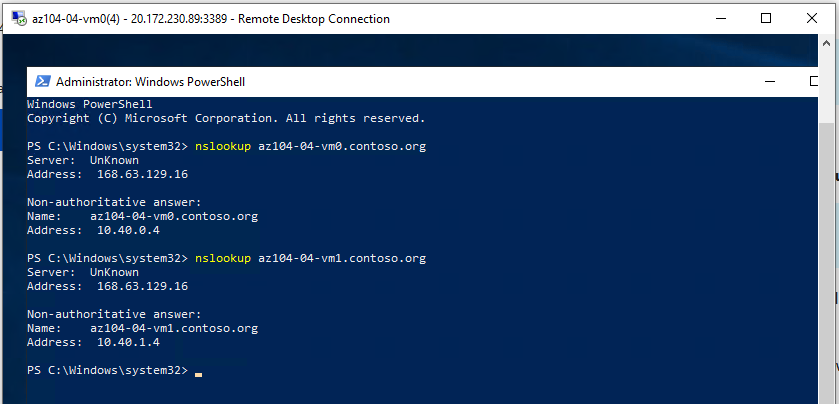 az104-04-vm0(4) - 20.172.230.89:3389 - Remote Desktop Connection
Administrator: Windows PowerShell
Windows PowerShell
Copyright (C) Microsoft Corporation. All rights reserved.
PS C:\Windows\system32> nslookup az104-04-vm0.contoso.org
Server:  UnKnown
Address:  168.63.129.16
Non-authoritative answer:
Name:    az104-04-vm0.contoso.org
Address:  10.40.0.4
PS C:\Windows\system32> nslookup az104-04-vm1.contoso.org
Server:  UnKnown
Address:  168.63.129.16
Non-authoritative answer:
Name:    az104-04-vm1.contoso.org
Address:  10.40.1.4
PS C:\Windows\system32>